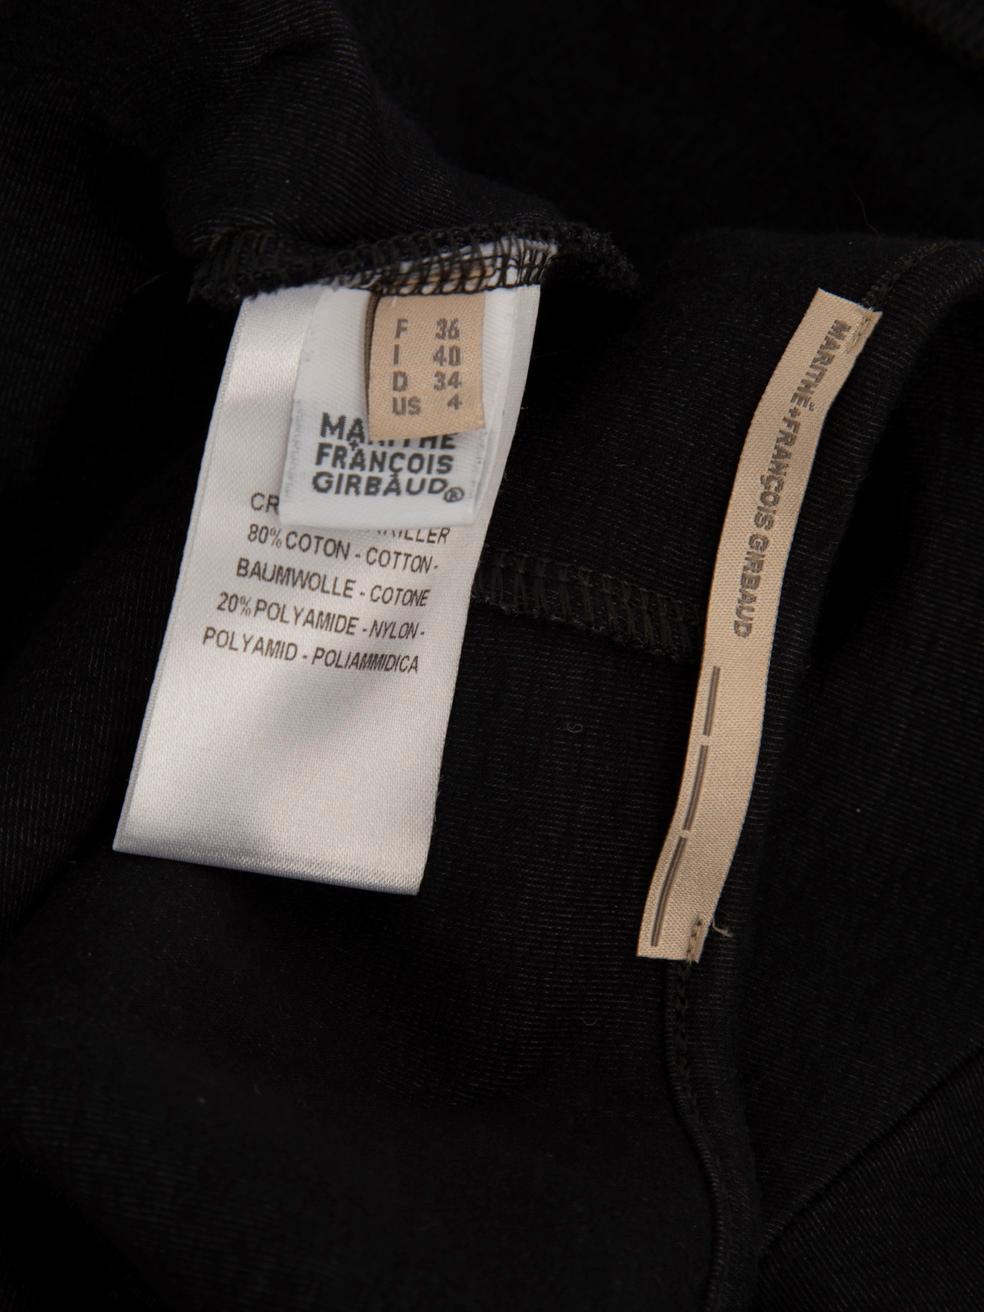 F 36
I 40
D 34
US 4
MARITHE
+
FRANÇOIS
GIRBAUD®
80% COTON - COTTON -
BAUMWOLLE - COTONE
20% POLYAMIDE - NYLON -
POLYAMID - POLIAMMIDICA
MARITHÉ+FRANÇOIS GIRBAUD